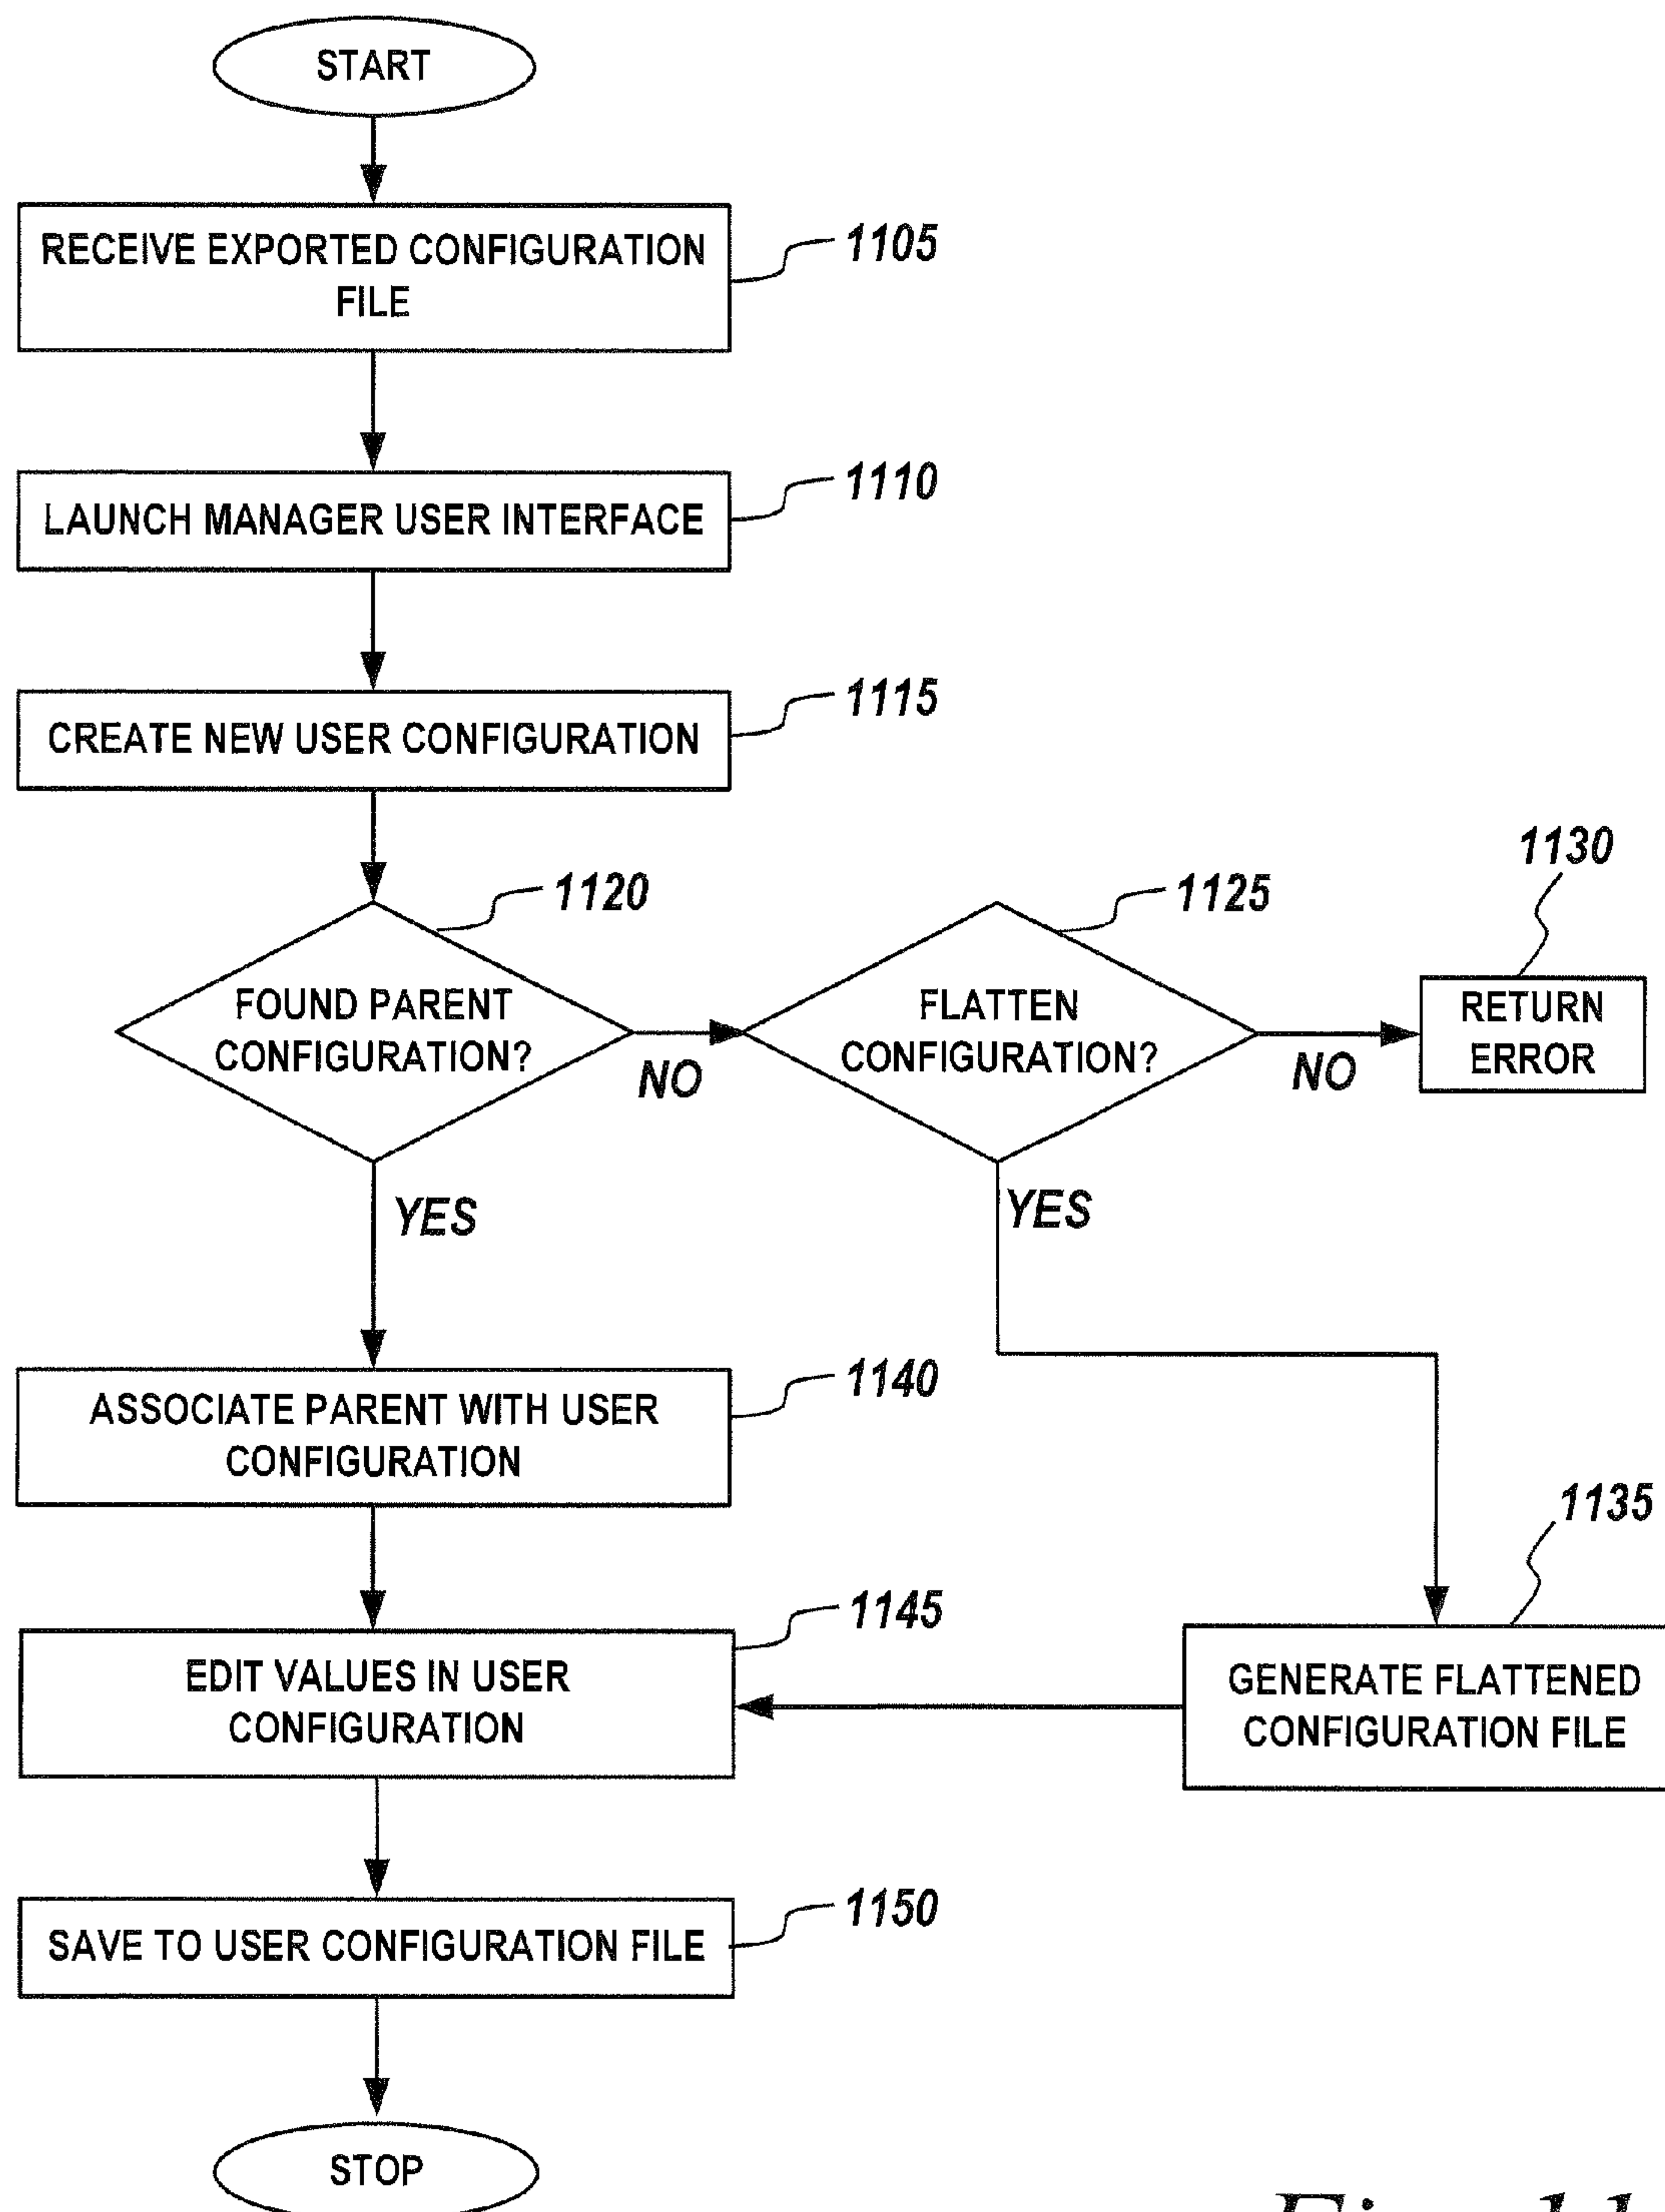 START
RECEIVE EXPORTED CONFIGURATION
FILE
1105
LAUNCH MANAGER USER INTERFACE
1110
CREATE NEW USER CONFIGURATION
1115
FOUND PARENT
CONFIGURATION?
1120
NO
YES
FLATTEN
CONFIGURATION?
1125
NO
YES
RETURN
ERROR
1130
ASSOCIATE PARENT WITH USER
CONFIGURATION
1140
GENERATE FLATTENED
CONFIGURATION FILE
1135
EDIT VALUES IN USER
CONFIGURATION
1145
SAVE TO USER CONFIGURATION FILE
1150
STOP